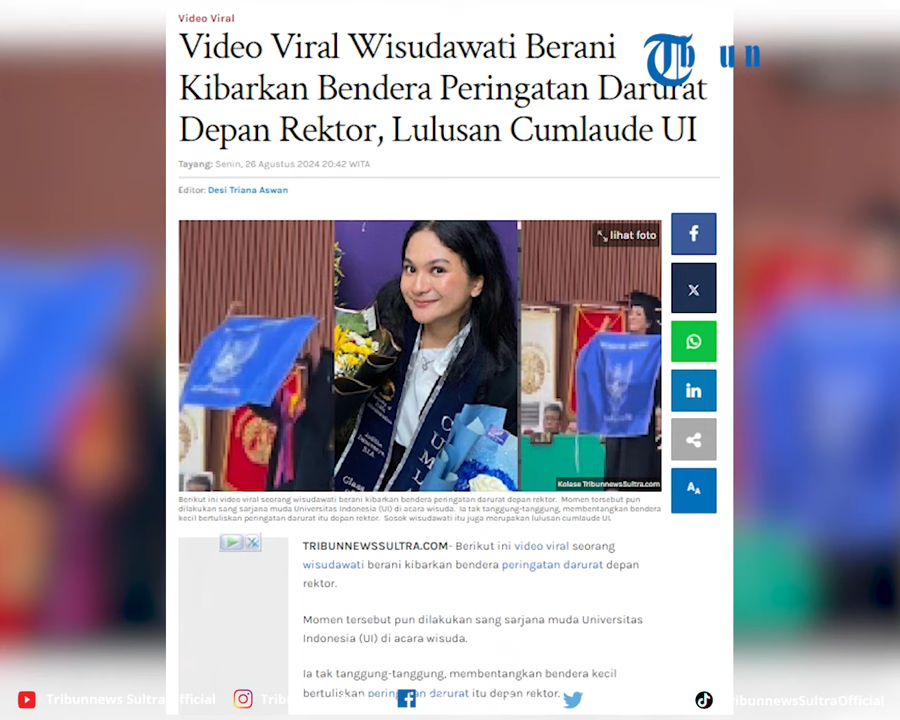 Video Viral
Video Viral Wisudawati Berani
Kibarkan Bendera Peringatan Darurat
Depan Rektor, Lulusan Cumlaude UI
Tayang: Senin, 26 Agustus 2024 20:42 WITA
Editor: Desi Triana Aswan
lihat foto
CUML
Kolase TribunnewsSultra.com
Berikut ini video viral seorang wisudawati berani kibarkan bendera peringatan darurat depan rektor. Momen tersebut pun
dilakukan sang sarjana muda Universitas Indonesia (UI) di acara wisuda. Ia tak tanggung-tanggung, membentangkan bendera
kecil bertuliskan peringatan darurat itu depan rektor. Sosok wisudawati itu juga merupakan lulusan cumlaude UI.
TRIBUNNEWSSULTRA.COM- Berikut ini video viral seorang
wisudawati berani kibarkan bendera peringatan darurat depan
rektor.
Momen tersebut pun dilakukan sang sarjana muda Universitas
Indonesia (UI) di acara wisuda.
Ia tak tanggung-tanggung, membentangkan bendera kecil
bertuliskan peringatan darurat itu depan rektor.
Tribunnews Sultra Official
TribunnewsSultraOfficial